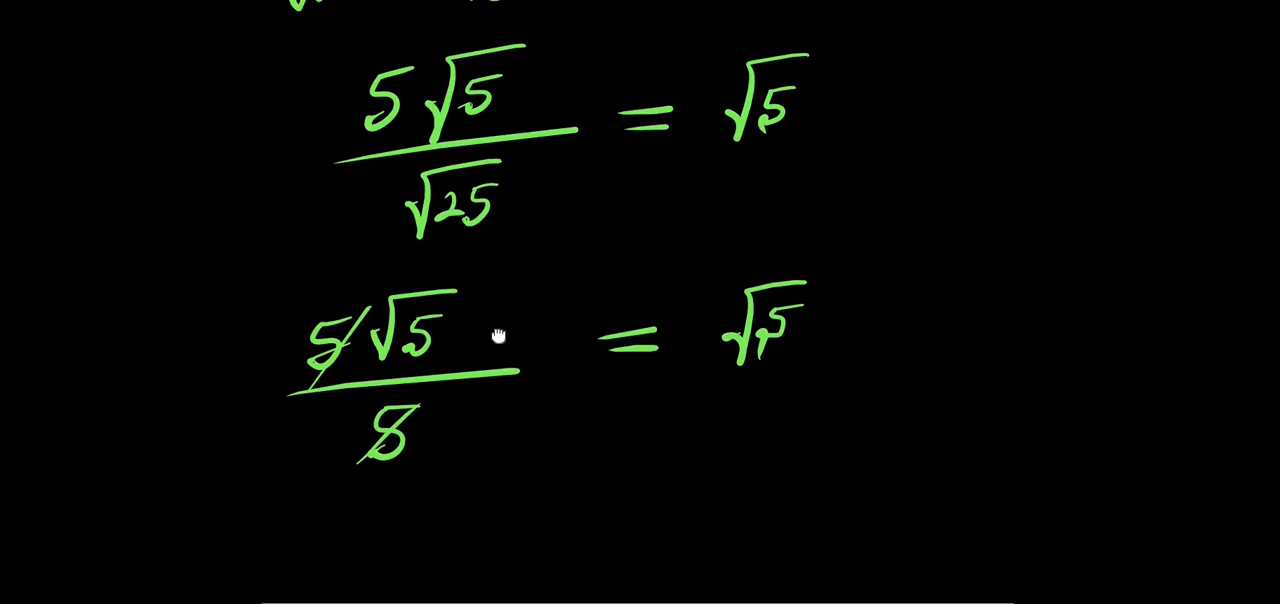 5√5 / √25 = √5
5√5 / 5 = √5